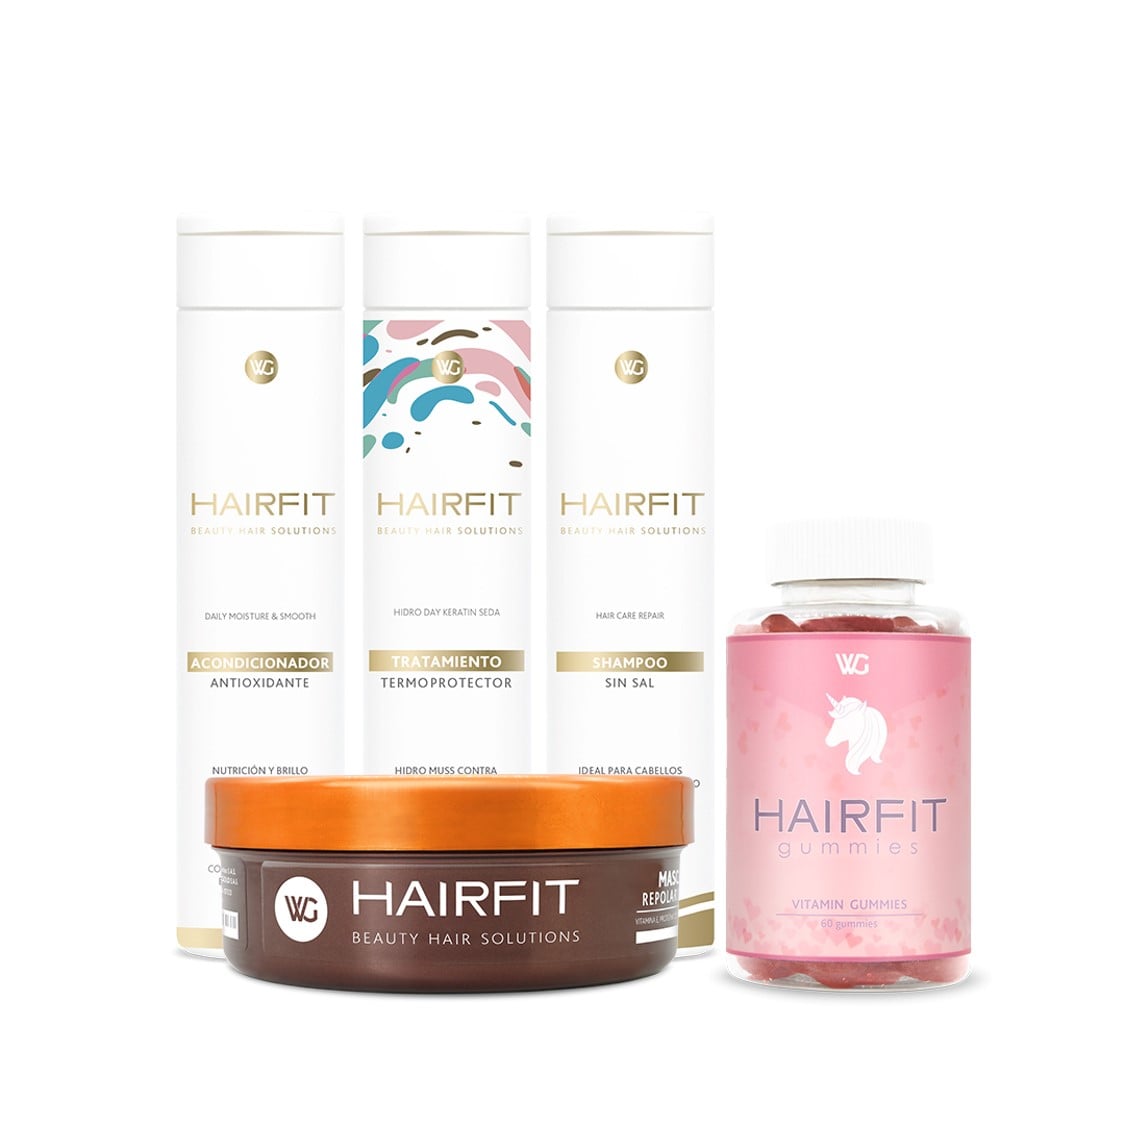 WG
HAIRFIT
BEAUTY HAIR SOLUTIONS
DAILY MOISTURE & SMOOTH
ACONDICIONADOR
ANTIOXIDANTE
NUTRICIÓN Y BRILLO
WG
HAIRFIT
BEAUTY HAIR SOLUTIONS
HIDRO DAY KERATIN SEDA
TRATAMIENTO
TERMOPROTECTOR
HIDRO MUSS CONTRA
WG
HAIRFIT
BEAUTY HAIR SOLUTIONS
HAIR CARE REPAIR
SHAMPOO
SIN SAL
IDEAL PARA CABELLOS
WG
HAIRFIT
BEAUTY HAIR SOLUTIONS
WG
HAIRFIT
gummies
VITAMIN GUMMIES
60 gummies